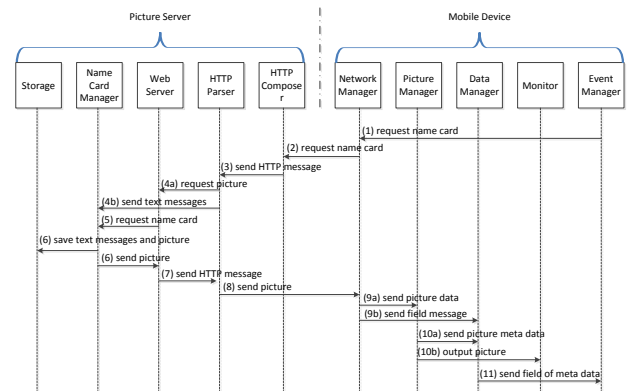 Picture Server
Mobile Device
Storage
Name
Card
Manager
Web
Server
HTTP
Parser
HTTP
Compose
r
Network
Manager
Picture
Manager
Data
Manager
Monitor
Event
Manager
(1) request name card
(2) request name card
(3) send HTTP message
(4a) request picture
(4b) send text messages
(5) request name card
(6) save text messages and picture
(6) send picture
(7) send HTTP message
(8) send picture
(9a) send picture data
(9b) send field message
(10a) send picture meta data
(10b) output picture
(11) send field of meta data